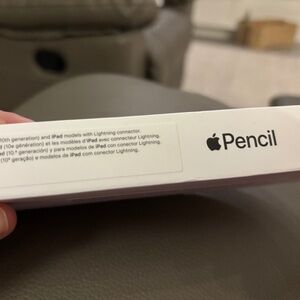 (10th generation) and iPad models with Lightning connector.
(10e génération) et les modèles d'iPad avec connecteur Lightning.
(10.ª generación) y para modelos de iPad con conector Lightning.
(10ª geração) e modelos de iPad com conector Lightning.
Pencil